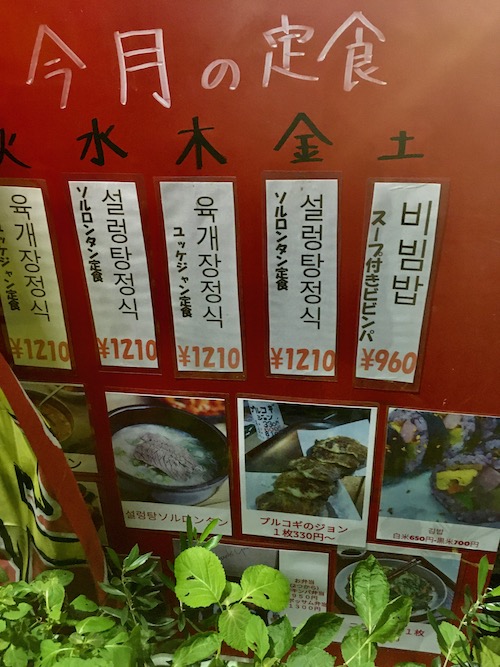 今月の定食
火 水 木 金 土
육개장정식
ユッケジャン定食
¥1210
설렁탕정식
ソルロンタン定食
¥1210
육개장정식
ユッケジャン定食
¥1210
설렁탕정식
ソルロンタン定食
¥1210
비빔밥
スープ付きビビンパ
¥960
설렁탕ソルロンタン
プルコギのジョン
1枚330円～
김밥
白米650円・黒米700円
お弁当